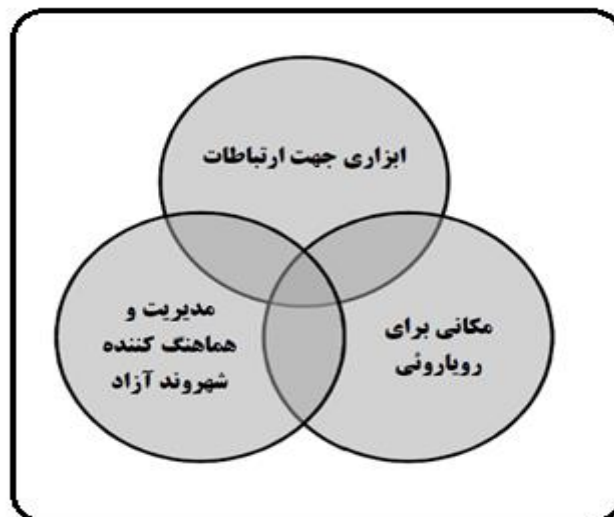 ابزاری جهت ارتباطات
مکانی برای
رویاروئی
مدیریت و
هماهنگ کننده
شهروند آزاد